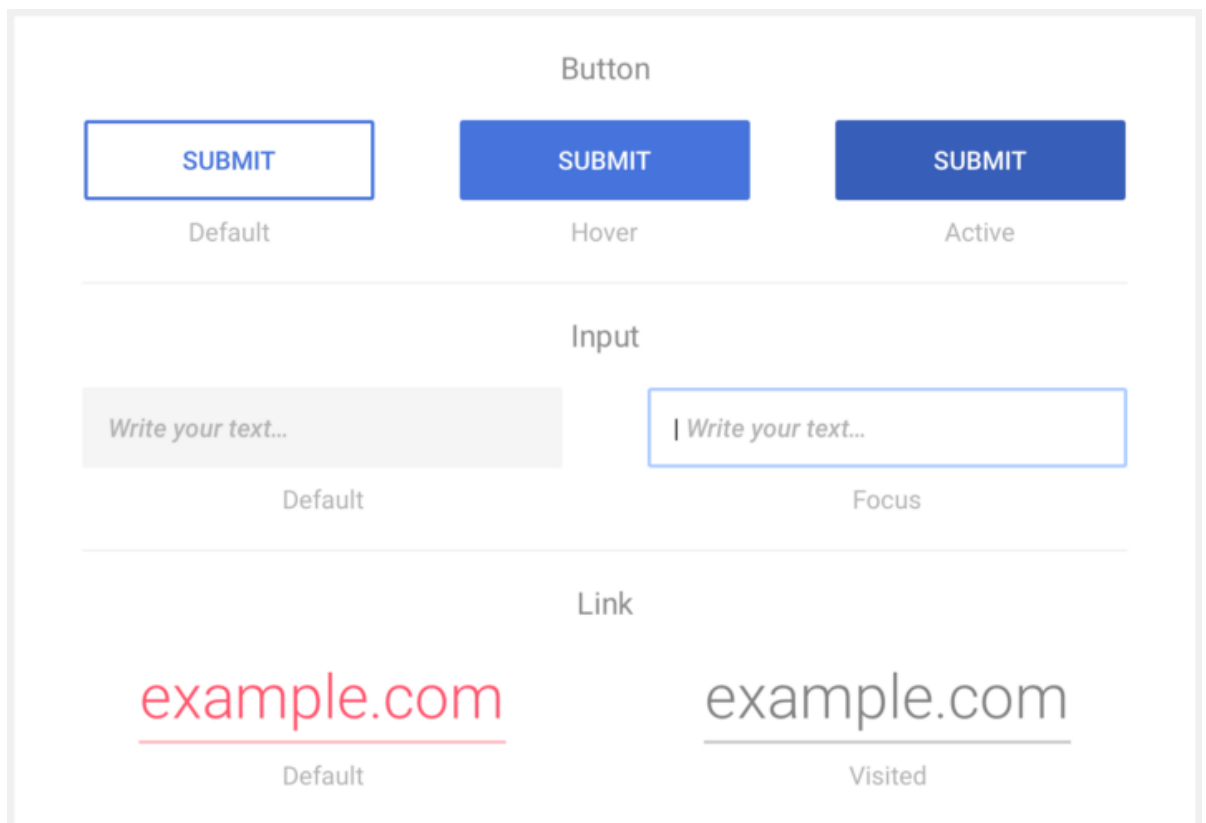 Button
SUBMIT SUBMIT SUBMIT
Default Hover Active
Input
Write your text... Write your text...
Default Focus
Link
example.com example.com
Default Visited